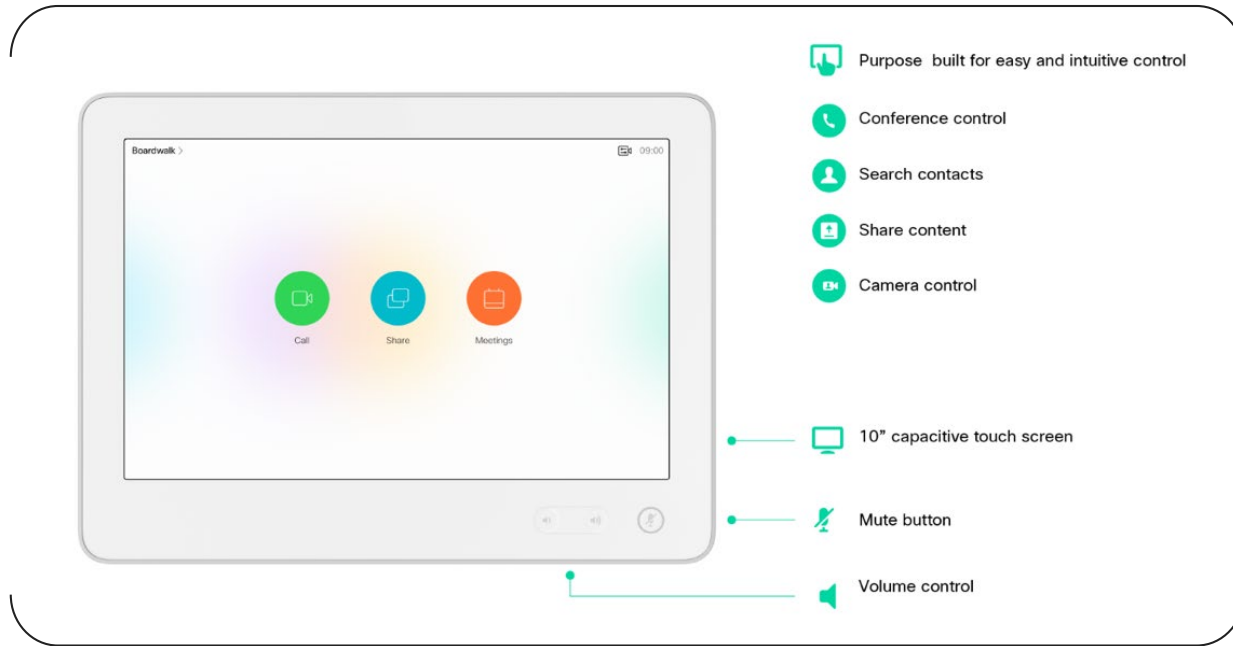 Purpose built for easy and intuitive control
Conference control
Search contacts
Share content
Camera control
Boardwalk >
09:00
Call
Share
Meetings
10” capacitive touch screen
Mute button
Volume control